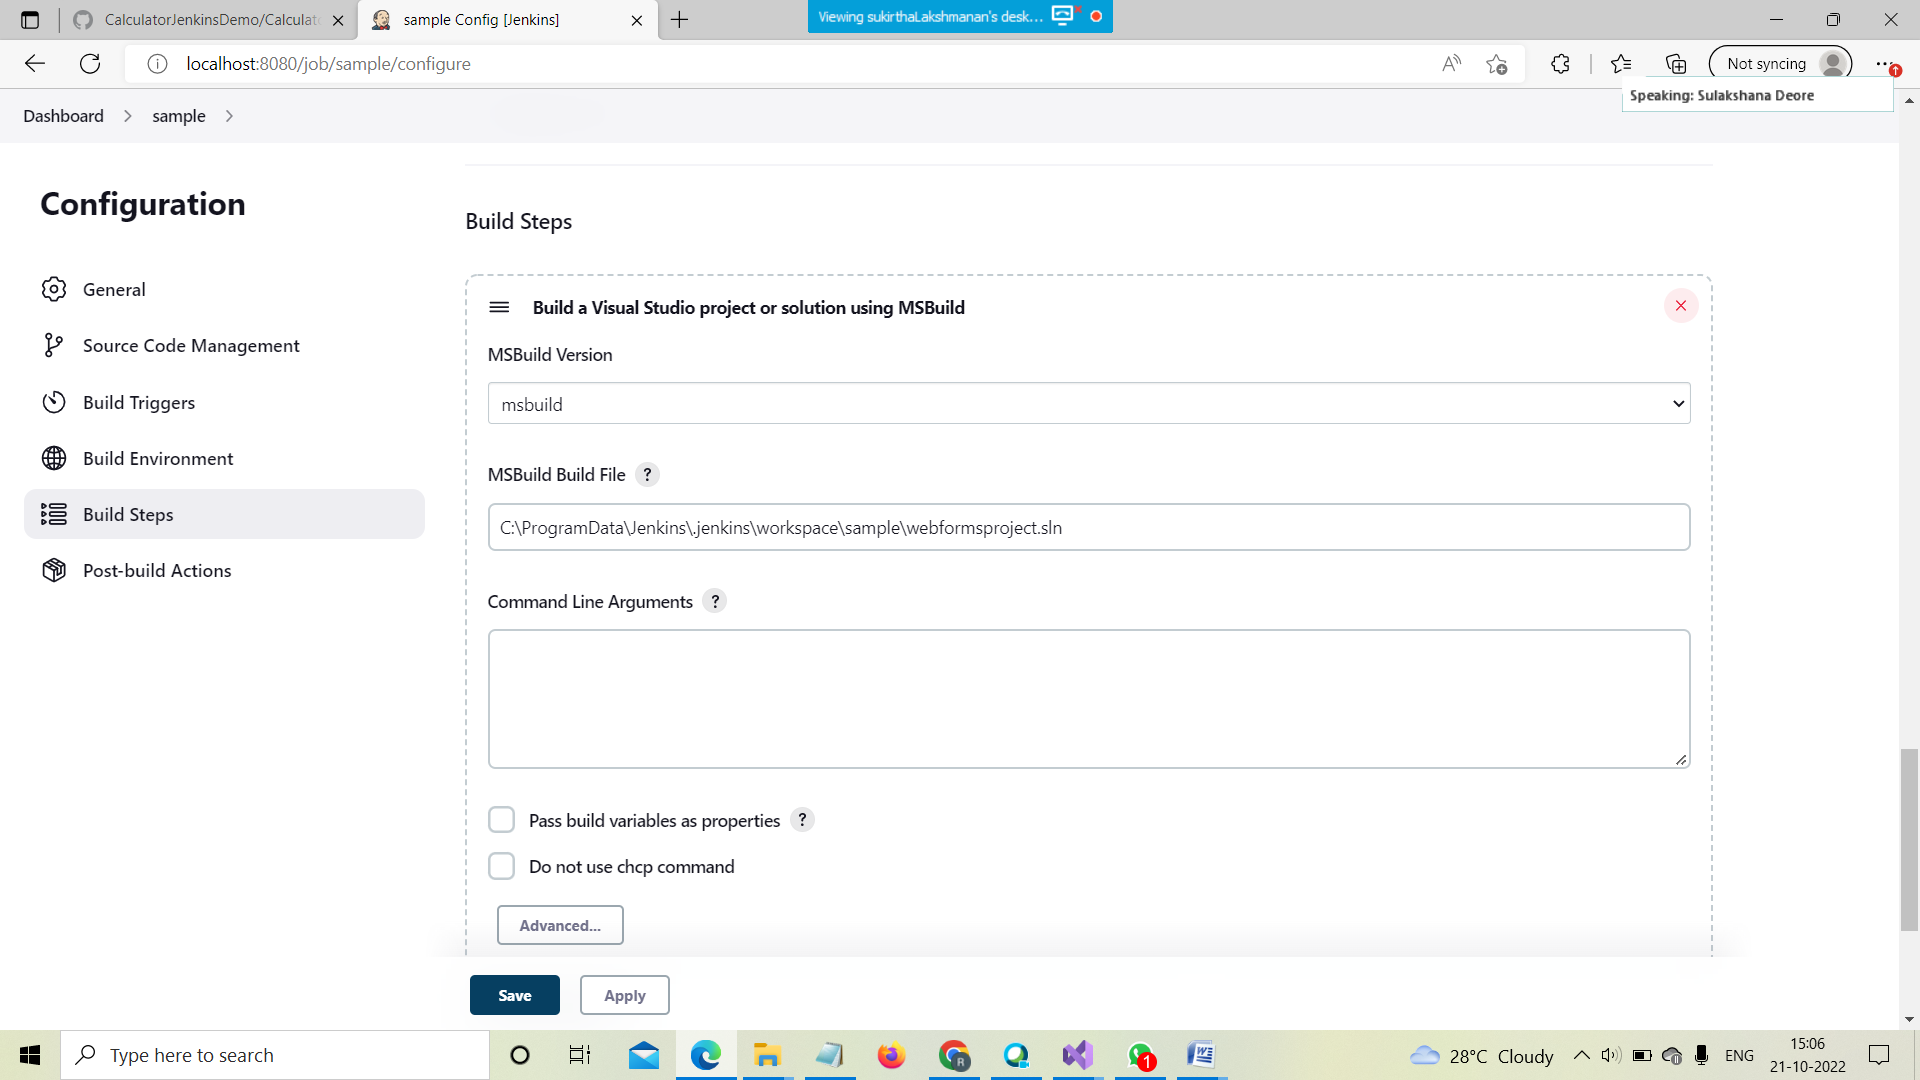 CalculatorJenkinsDemo/Calculat
sample Config [Jenkins]
Viewing sukirthaLakshmanan's desk...
localhost:8080/job/sample/configure
Not syncing
Speaking: Sulakshana Deore
Dashboard > sample >
Configuration
General
Source Code Management
Build Triggers
Build Environment
Build Steps
Post-build Actions
Build Steps
Build a Visual Studio project or solution using MSBuild
MSBuild Version
msbuild
MSBuild Build File ?
C:\ProgramData\Jenkins\.jenkins\workspace\sample\webformsproject.sln
Command Line Arguments ?
Pass build variables as properties ?
Do not use chcp command
Advanced...
Save
Apply
Type here to search
R
1
28°C Cloudy
ENG
15:06
21-10-2022